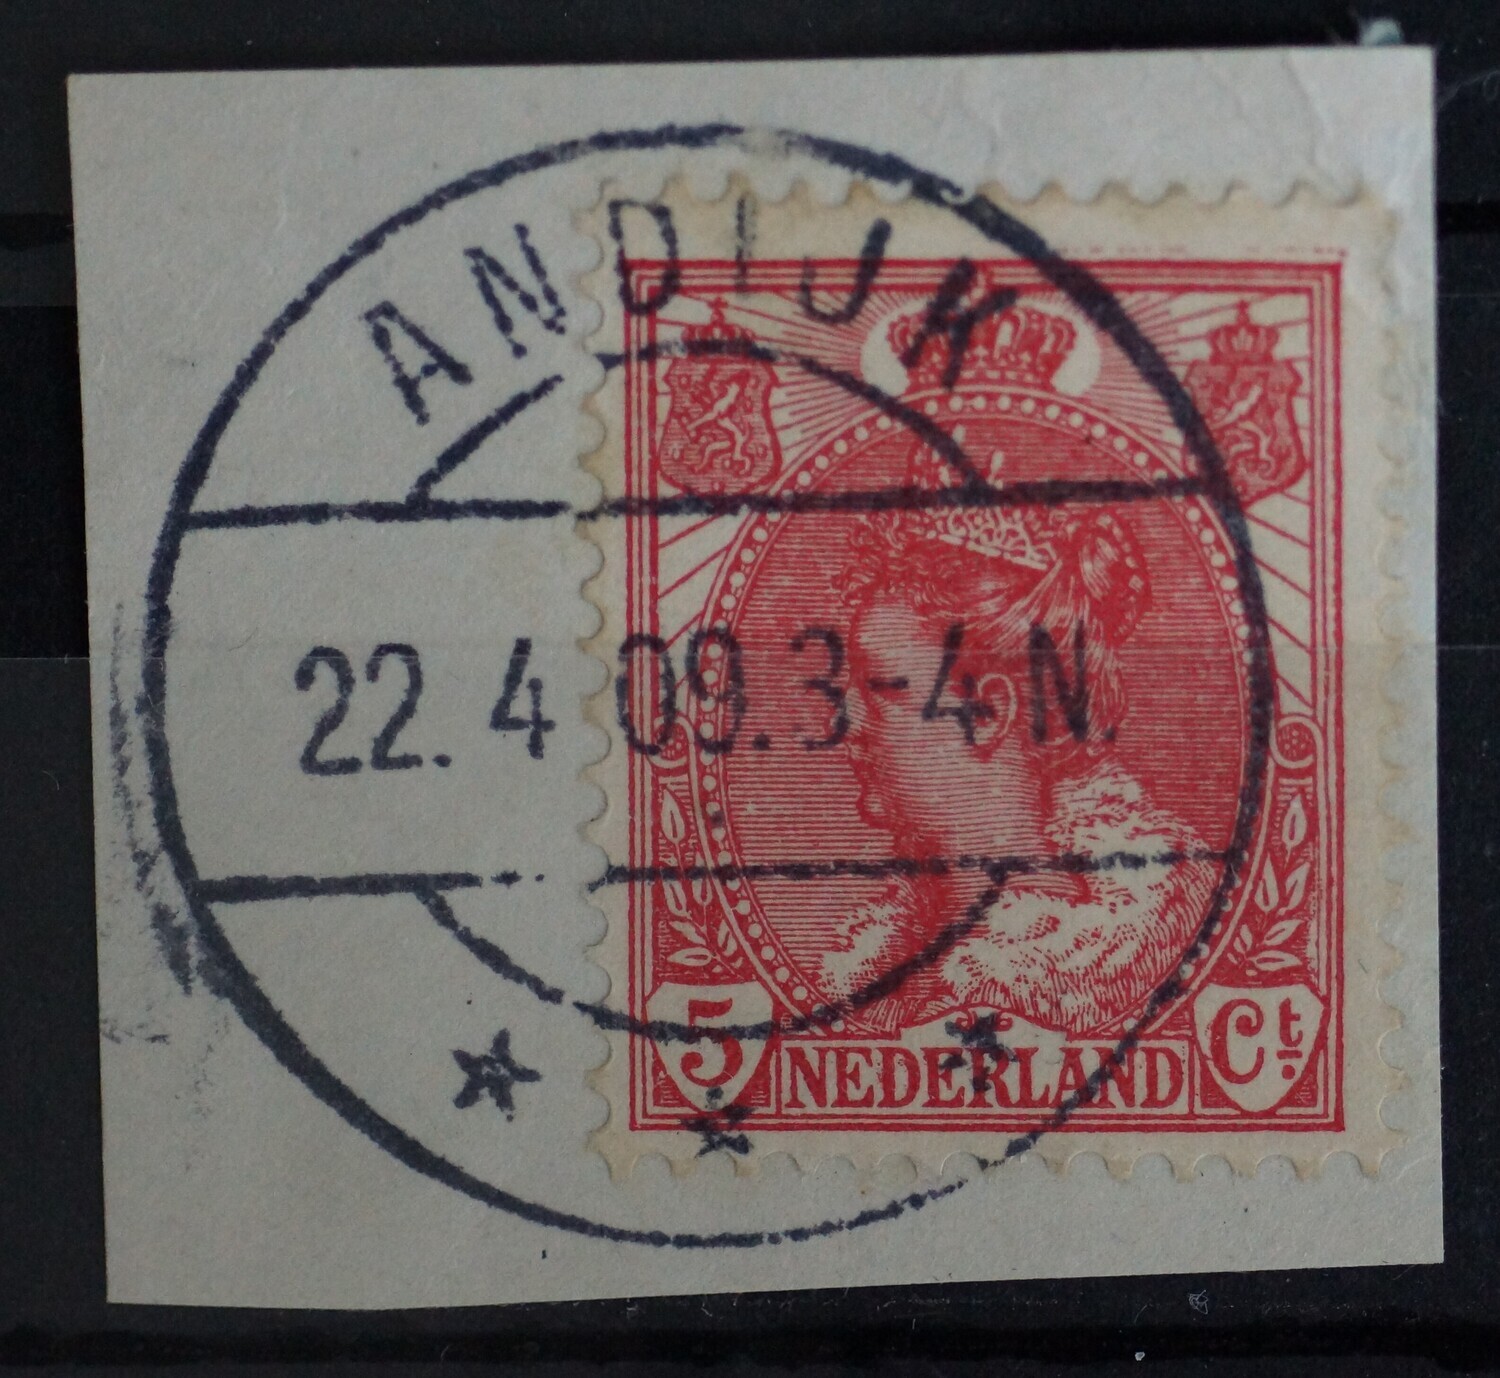 ANDIJK
22. 4 09.3-4 N.
5 NEDERLAND Ct.